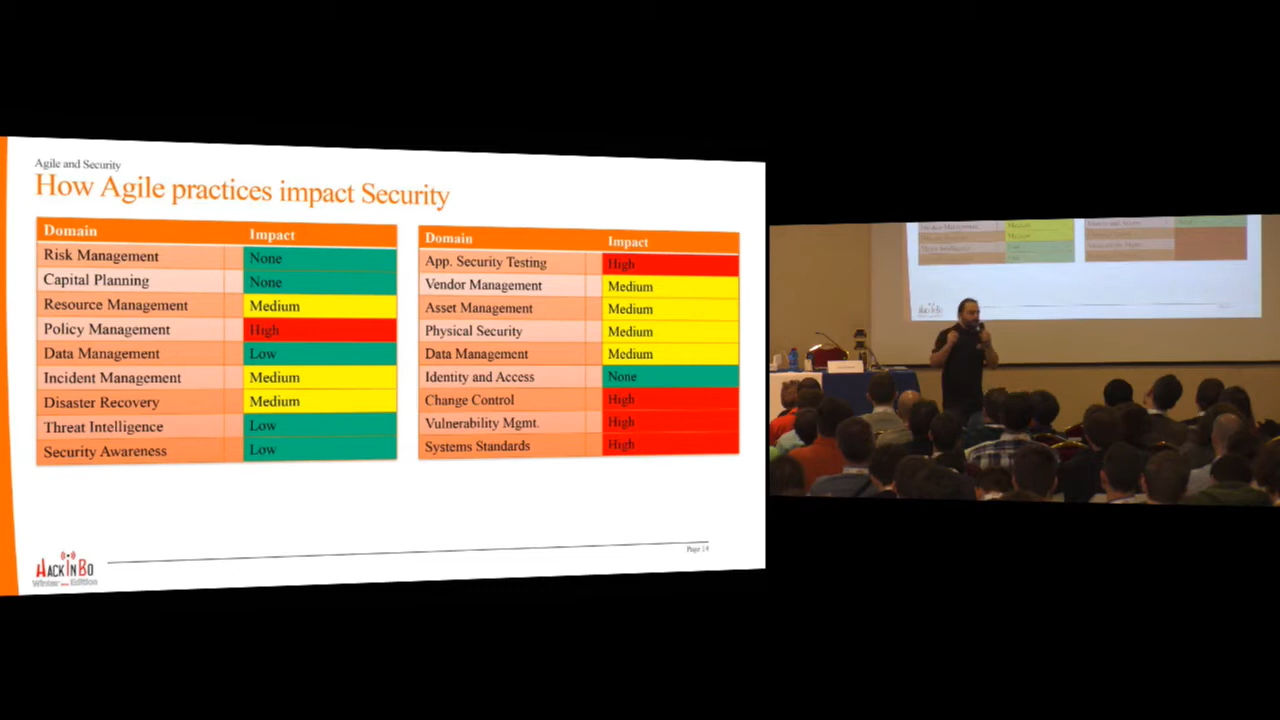 Agile and Security
How Agile practices impact Security
Domain Impact
Risk Management None
Capital Planning None
Resource Management Medium
Policy Management High
Data Management Low
Incident Management Medium
Disaster Recovery Medium
Threat Intelligence Low
Security Awareness Low
Domain Impact
App. Security Testing High
Vendor Management Medium
Asset Management Medium
Physical Security Medium
Data Management Medium
Identity and Access None
Change Control High
Vulnerability Mgmt. High
Systems Standards High
HACKINBO
Winter Edition
Page 14